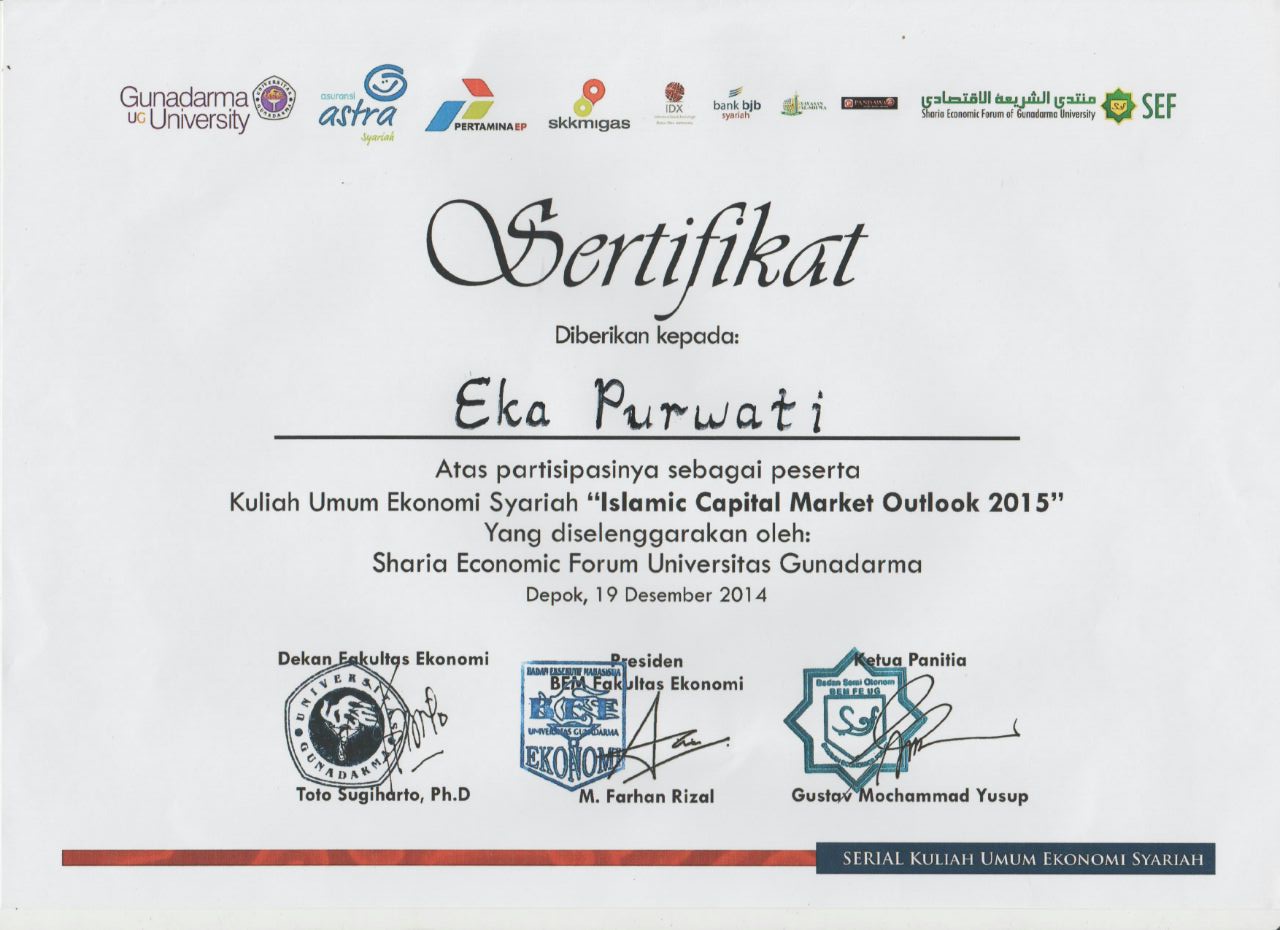 Gunadarma
UG University
UNIVERSITAS GUNADARMA
asuransi
astra
syariah
PERTAMINA EP
skkmigas
IDX
bank bjb
syariah
منتدي الشريعة الاقتصادي
Sharia Economic Forum of Gunadarma University
SEF
Sertifikat
Diberikan kepada:
Eka Purwati
Atas partisipasinya sebagai peserta
Kuliah Umum Ekonomi Syariah “Islamic Capital Market Outlook 2015”
Yang diselenggarakan oleh:
Sharia Economic Forum Universitas Gunadarma
Depok, 19 Desember 2014
Dekan Fakultas Ekonomi
UNIVERSITAS GUNADARMA
Toto Sugiharto, Ph.D
Presiden
BEM Fakultas Ekonomi
BADAN EKSEKUTIF MAHASISWA
UNIVERSITAS GUNADARMA
EKONOMI
M. Farhan Rizal
Ketua Panitia
Badan Semi Otonom
BEM FE UG
Gustav Mochammad Yusup
SERIAL KULIAH UMUM EKONOMI SYARIAH